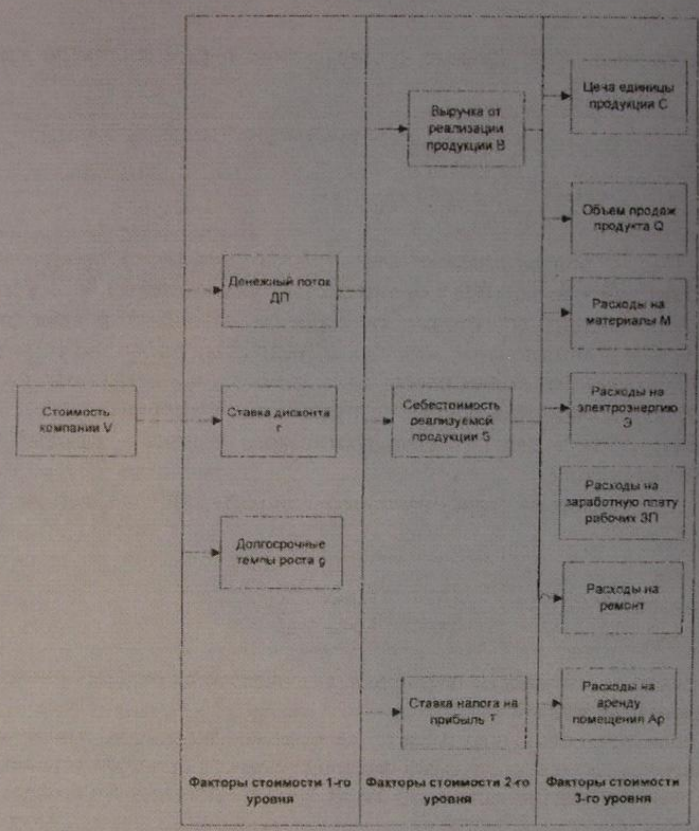 Стоимость
компании V
Денежный поток
ДП
Ставка дисконта
r
Долгосрочные
темпы роста g
Факторы стоимости 1-го
уровня
Выручка от
реализации
продукции В
Себестоимость
реализуемой
продукции S
Ставка налога на
прибыль T
Факторы стоимости 2-го
уровня
Цена единицы
продукции С
Объем продаж
продукта Q
Расходы на
материалы М
Расходы на
электроэнергию
Э
Расходы на
заработную плату
рабочих ЗП
Расходы на
ремонт
Расходы на
аренду
помещения Ар
Факторы стоимости
3-го уровня